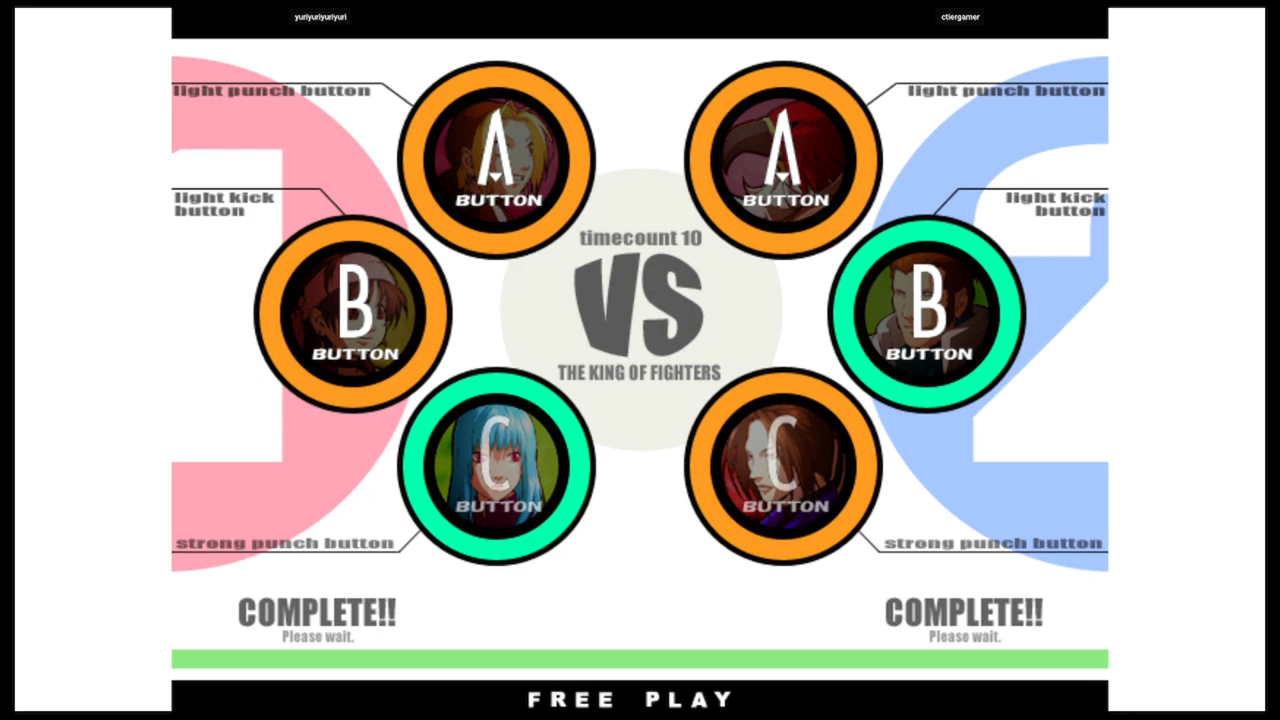 yuriyuriyuriyuri
ctiergamer
light punch button
A
BUTTON
A
BUTTON
light punch button
light kick
button
B
BUTTON
timecount 10
VS
THE KING OF FIGHTERS
light kick
button
B
BUTTON
C
BUTTON
C
BUTTON
strong punch button
strong punch button
COMPLETE!!
Please wait.
COMPLETE!!
Please wait.
FREE PLAY
1
2